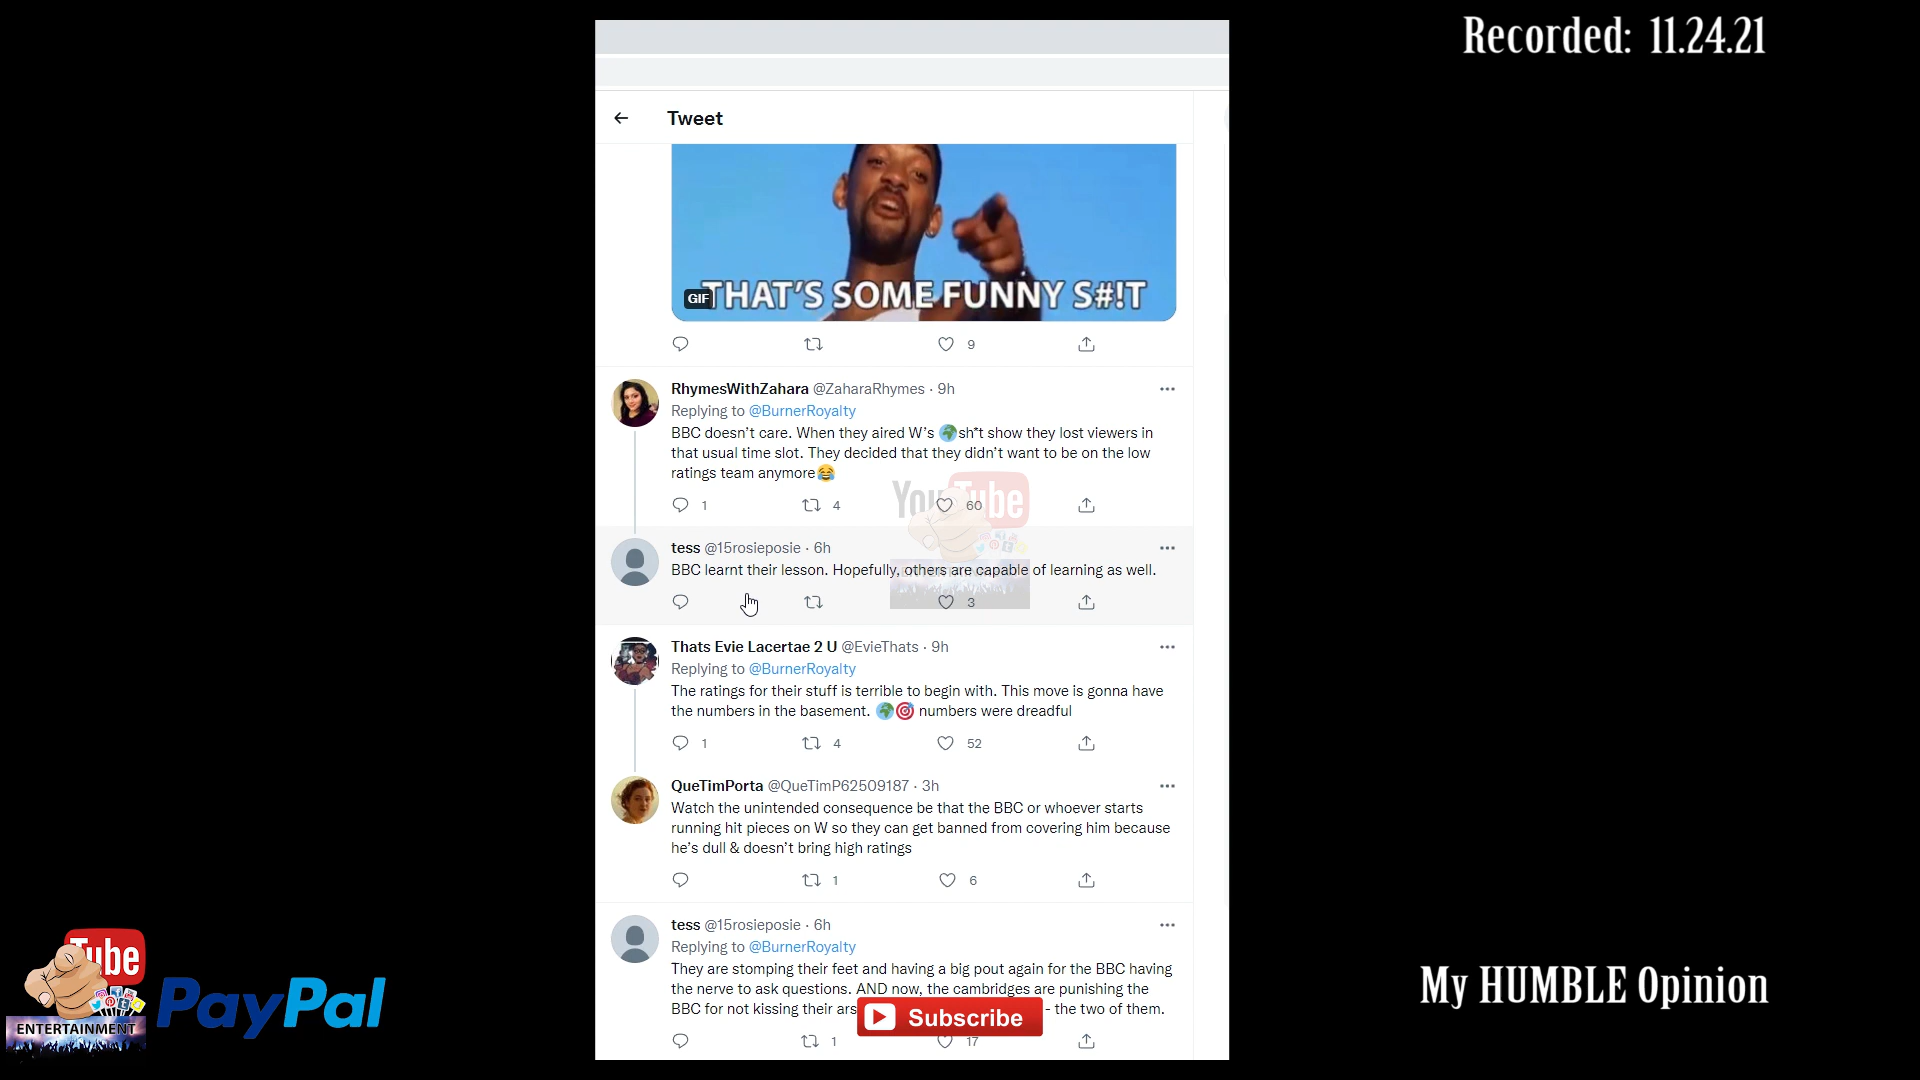 Recorded: 11.24.21
Tweet
THAT'S SOME FUNNY S#!T
GIF
9
RhymesWithZahara @ZaharaRhymes · 9h
Replying to @BurnerRoyalty
BBC doesn't care. When they aired W's 🌍sh*t show they lost viewers in
that usual time slot. They decided that they didn't want to be on the low
ratings team anymore😂
1 4 60
YouTube
tess @15rosieposie · 6h
BBC learnt their lesson. Hopefully, others are capable of learning as well.
3
Thats Evie Lacertae 2 U @EvieThats · 9h
Replying to @BurnerRoyalty
The ratings for their stuff is terrible to begin with. This move is gonna have
the numbers in the basement. 🌍🎯 numbers were dreadful
1 4 52
QueTimPorta @QueTimP62509187 · 3h
Watch the unintended consequence be that the BBC or whoever starts
running hit pieces on W so they can get banned from covering him because
he's dull & doesn't bring high ratings
1 6
tess @15rosieposie · 6h
Replying to @BurnerRoyalty
They are stomping their feet and having a big pout again for the BBC having
the nerve to ask questions. AND now, the cambridges are punishing the
BBC for not kissing their ars - the two of them.
Subscribe
1 17
Tube
ENTERTAINMENT
PayPal
My HUMBLE Opinion